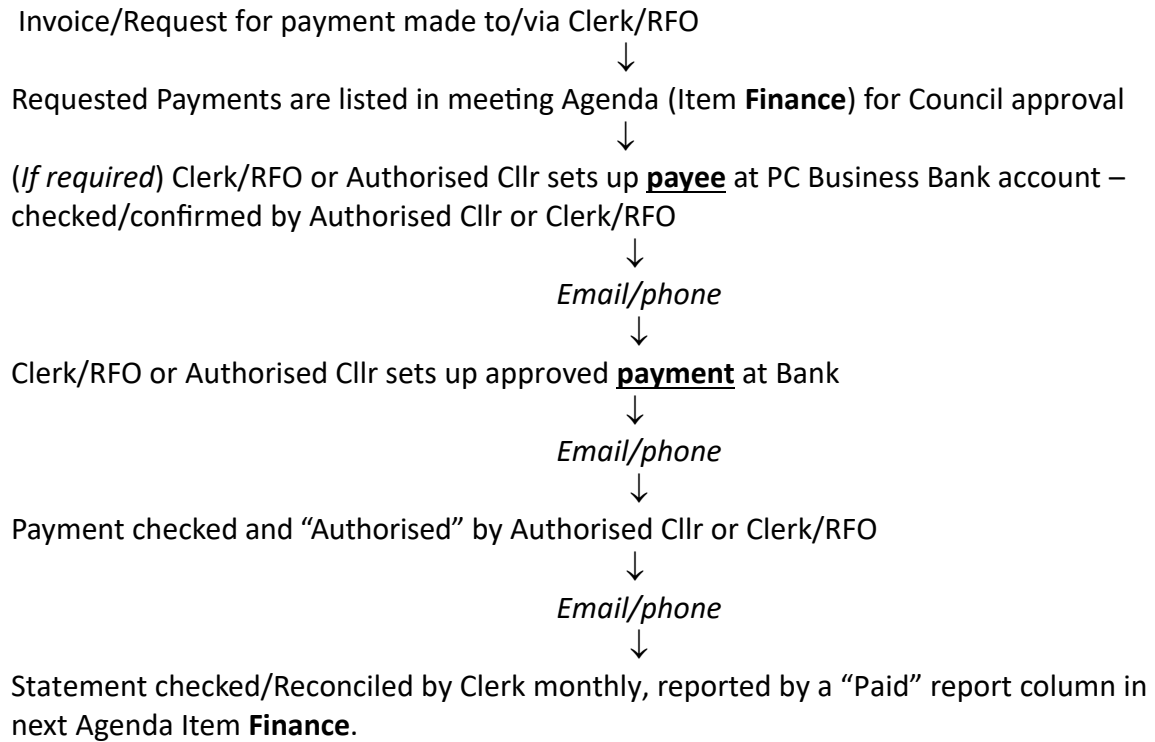 Invoice/Request for payment made to/via Clerk/RFO
↓
Requested Payments are listed in meeting Agenda (Item Finance) for Council approval
↓
(If required) Clerk/RFO or Authorised Cllr sets up payee at PC Business Bank account –
checked/confirmed by Authorised Cllr or Clerk/RFO
↓
Email/phone
↓
Clerk/RFO or Authorised Cllr sets up approved payment at Bank
↓
Email/phone
↓
Payment checked and “Authorised” by Authorised Cllr or Clerk/RFO
↓
Email/phone
↓
Statement checked/Reconciled by Clerk monthly, reported by a “Paid” report column in
next Agenda Item Finance.